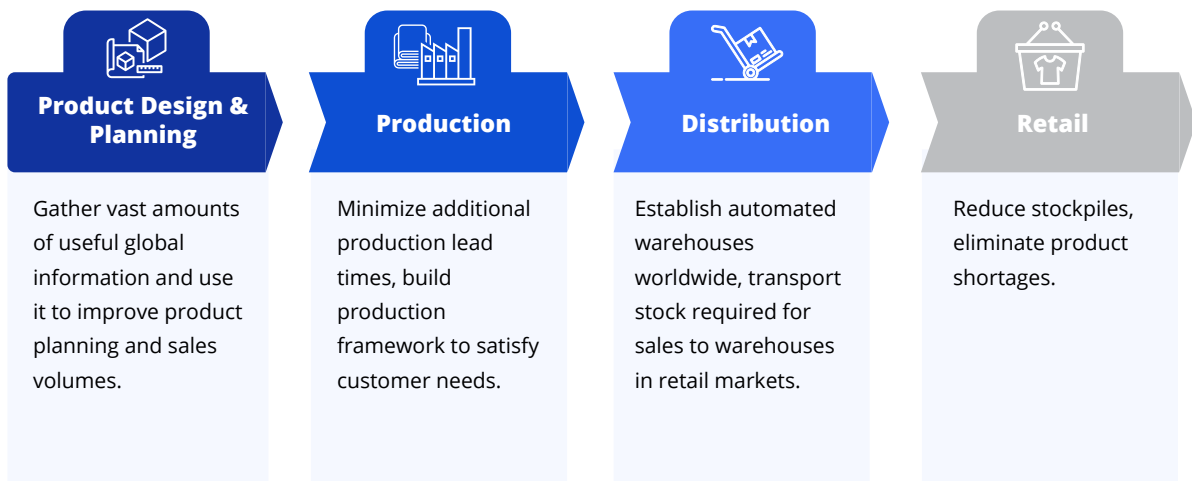 Product Design &
Planning
Gather vast amounts
of useful global
information and use
it to improve product
planning and sales
volumes.
Production
Minimize additional
production lead
times, build
production
framework to satisfy
customer needs.
Distribution
Establish automated
warehouses
worldwide, transport
stock required for
sales to warehouses
in retail markets.
Retail
Reduce stockpiles,
eliminate product
shortages.